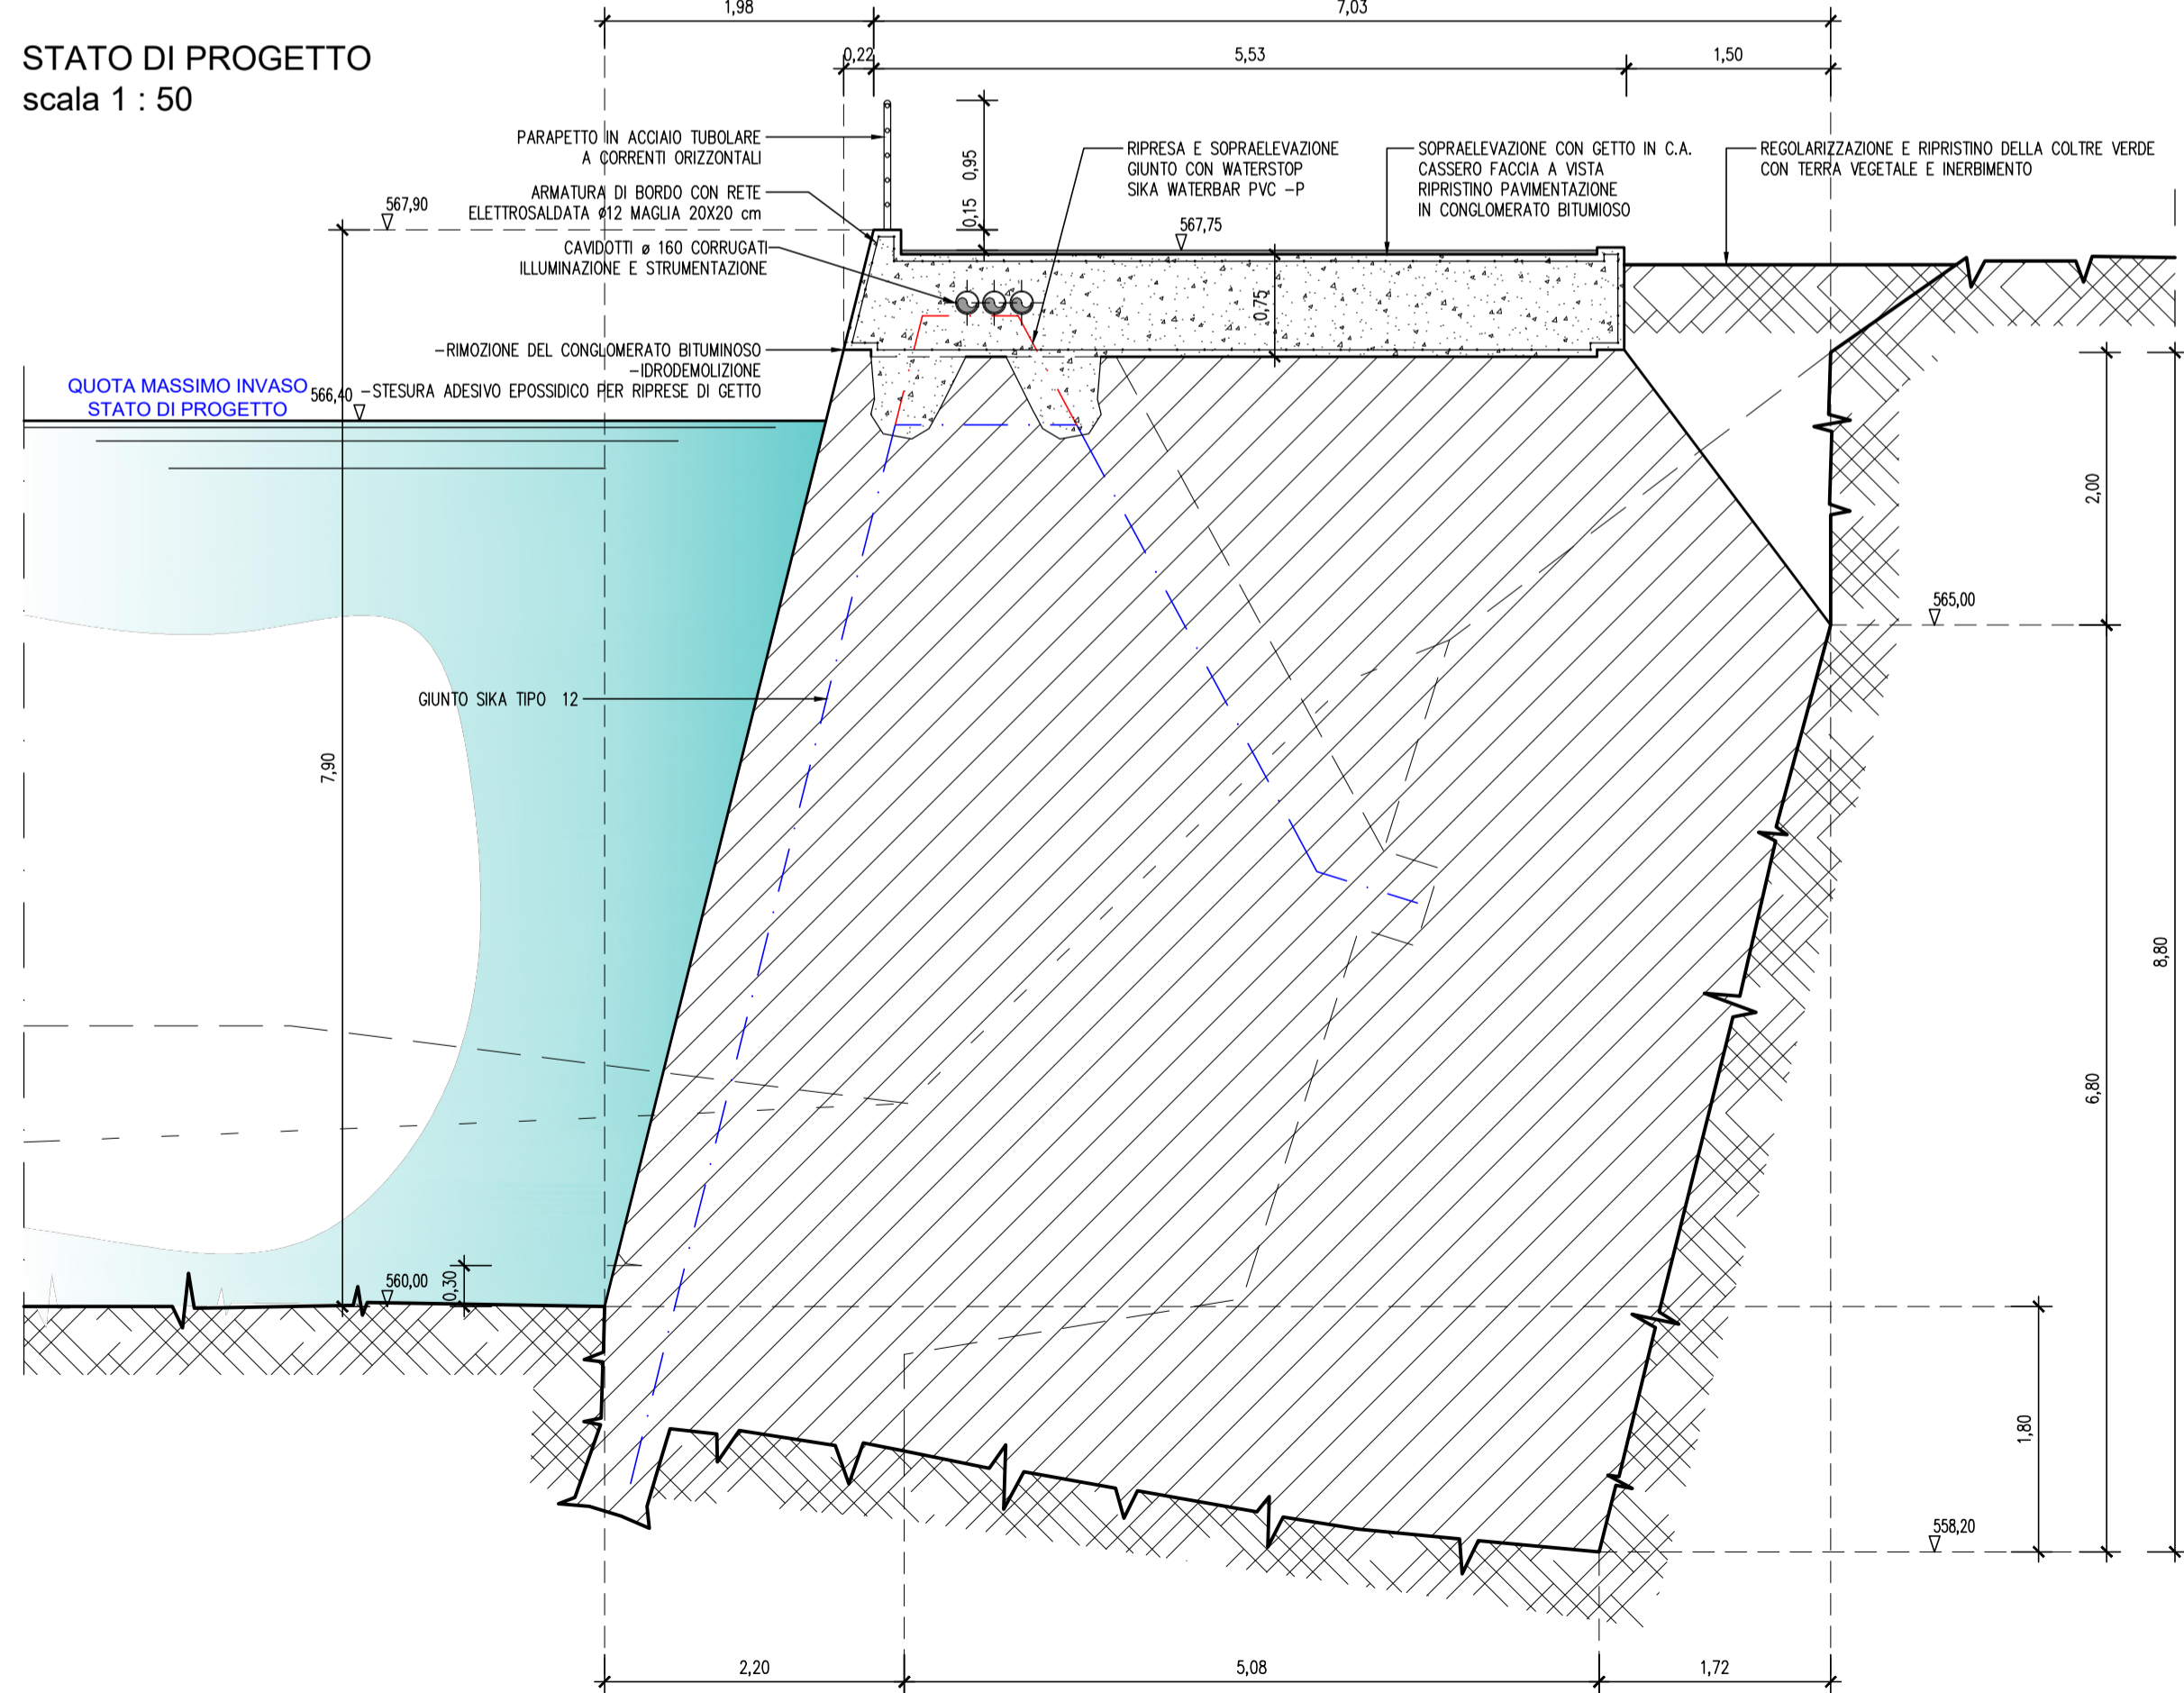 1,98
7,03
STATO DI PROGETTO
scala 1 : 50
0,22
5,53
1,50
PARAPETTO IN ACCIAIO TUBOLARE
A CORRENTI ORIZZONTALI
ARMATURA DI BORDO CON RETE
ELETTROSALDATA ø12 MAGLIA 20X20 cm
CAVIDOTTI ø 160 CORRUGATI
ILLUMINAZIONE E STRUMENTAZIONE
0,95
0,15
RIPRESA E SOPRAELEVAZIONE
GIUNTO CON WATERSTOP
SIKA WATERBAR PVC –P
SOPRAELEVAZIONE CON GETTO IN C.A.
CASSERO FACCIA A VISTA
RIPRISTINO PAVIMENTAZIONE
IN CONGLOMERATO BITUMIOSO
REGOLARIZZAZIONE E RIPRISTINO DELLA COLTRE VERDE
CON TERRA VEGETALE E INERBIMENTO
567,90
567,75
0,75
–RIMOZIONE DEL CONGLOMERATO BITUMINOSO
–IDRODEMOLIZIONE
–STESURA ADESIVO EPOSSIDICO PER RIPRESE DI GETTO
QUOTA MASSIMO INVASO
STATO DI PROGETTO
566,40
2,00
565,00
GIUNTO SIKA TIPO 12
7,90
8,80
6,80
560,00
0,30
1,80
558,20
2,20
5,08
1,72